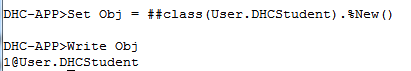 DHC-APP>Set Obj = ##class(User.DHCStudent).%New()
DHC-APP>Write Obj
1@User.DHCStudent